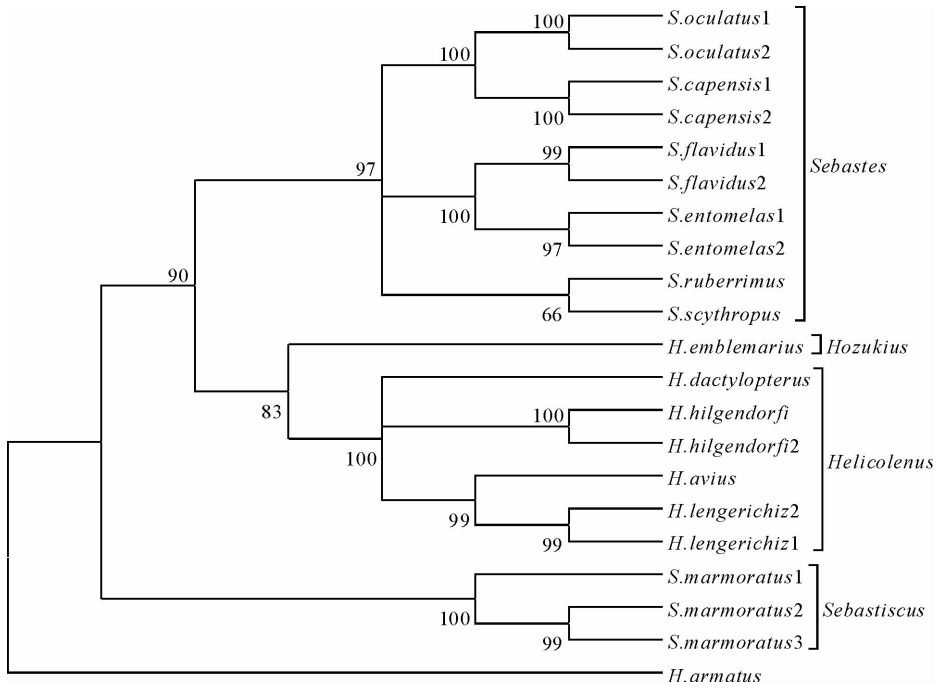 S.oculatus1
100
S.oculatus2
100
S.capensis1
100
S.capensis2
S.flavidus1
99
97
Sebastes
S.flavidus2
100
S.entomelas1
97
S.entomelas2
90
S.ruberrimus
66
S.scythropus
H.emblemarius
Hozukius
H.dactylopterus
83
H.hilgendorfi
100
H.hilgendorfi2
100
Helicolenus
H.avius
99
H.lengerichiz2
99
H.lengerichiz1
S.marmoratus1
100
S.marmoratus2
Sebastiscus
99
S.marmoratus3
H.armatus